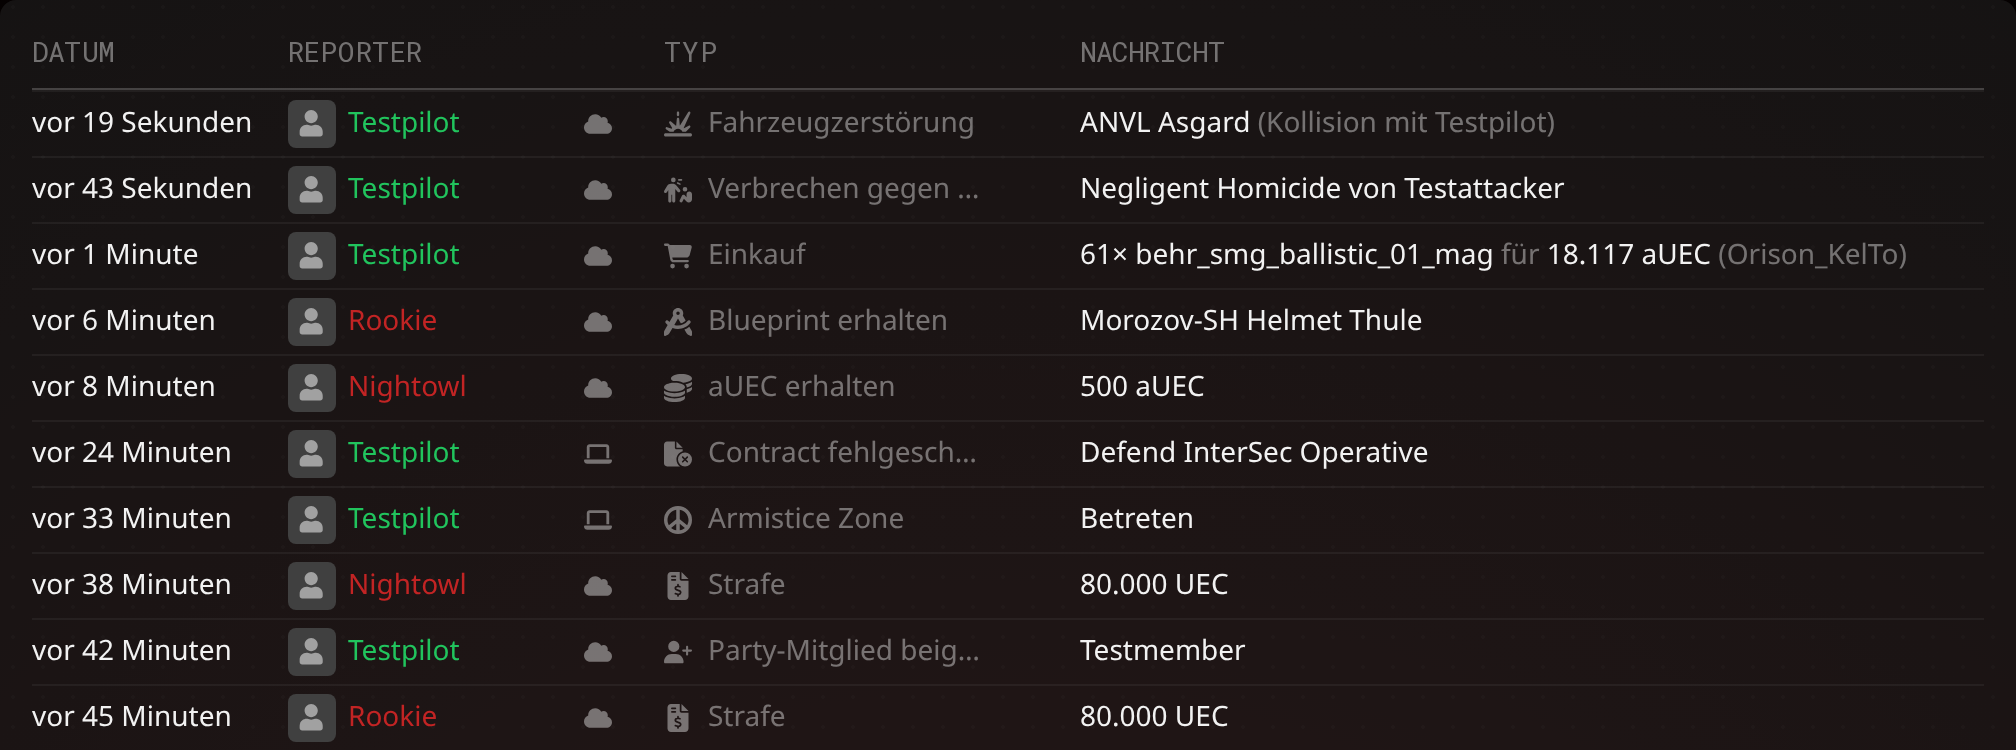 DATUM REPORTER TYP NACHRICHT
vor 19 Sekunden Testpilot Fahrzeugzerstörung ANVL Asgard (Kollision mit Testpilot)
vor 43 Sekunden Testpilot Verbrechen gegen ... Negligent Homicide von Testattacker
vor 1 Minute Testpilot Einkauf 61× behr_smg_ballistic_01_mag für 18.117 aUEC (Orison_KelTo)
vor 6 Minuten Rookie Blueprint erhalten Morozov-SH Helmet Thule
vor 8 Minuten Nightowl aUEC erhalten 500 aUEC
vor 24 Minuten Testpilot Contract fehlgesch... Defend InterSec Operative
vor 33 Minuten Testpilot Armistice Zone Betreten
vor 38 Minuten Nightowl Strafe 80.000 UEC
vor 42 Minuten Testpilot Party-Mitglied beig... Testmember
vor 45 Minuten Rookie Strafe 80.000 UEC